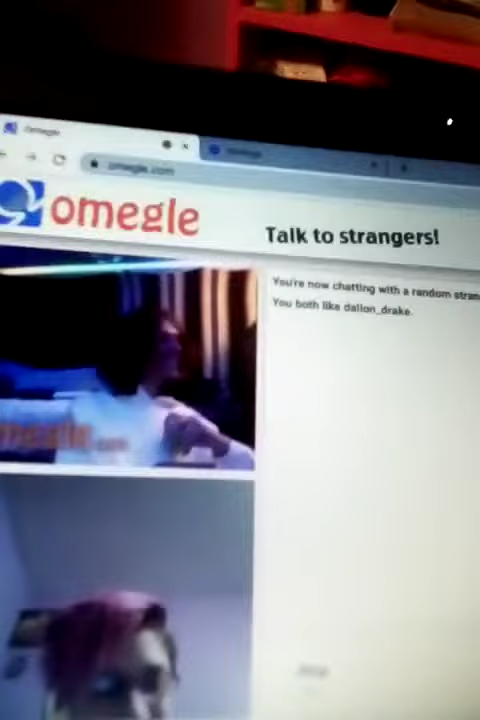 Omegle
omegle.com
omegle
Talk to strangers!
You're now chatting with a random stran
You both like dallon_drake.